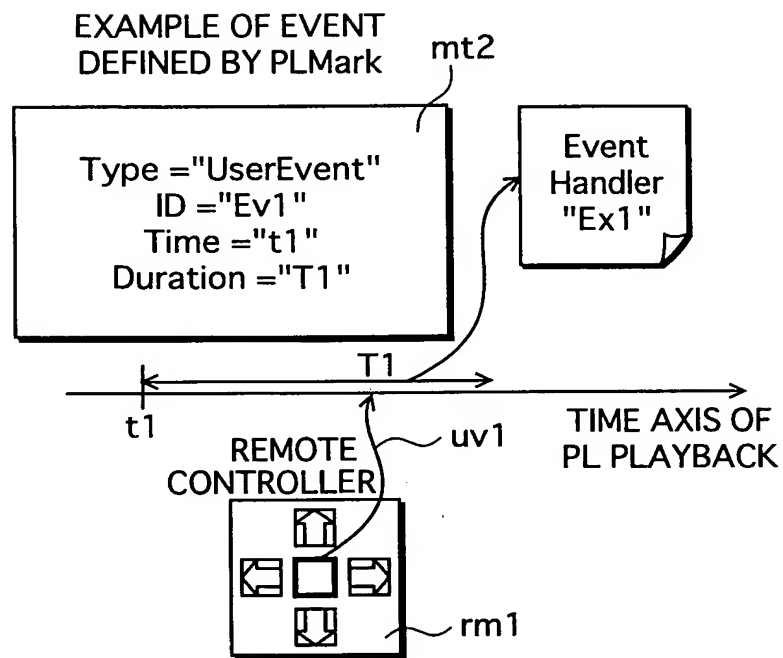 EXAMPLE OF EVENT
DEFINED BY PLMark
mt2
Type ="UserEvent"
ID ="Ev1"
Time ="t1"
Duration ="T1"
Event
Handler
"Ex1"
T1
t1
TIME AXIS OF
PL PLAYBACK
uv1
REMOTE
CONTROLLER
rm1